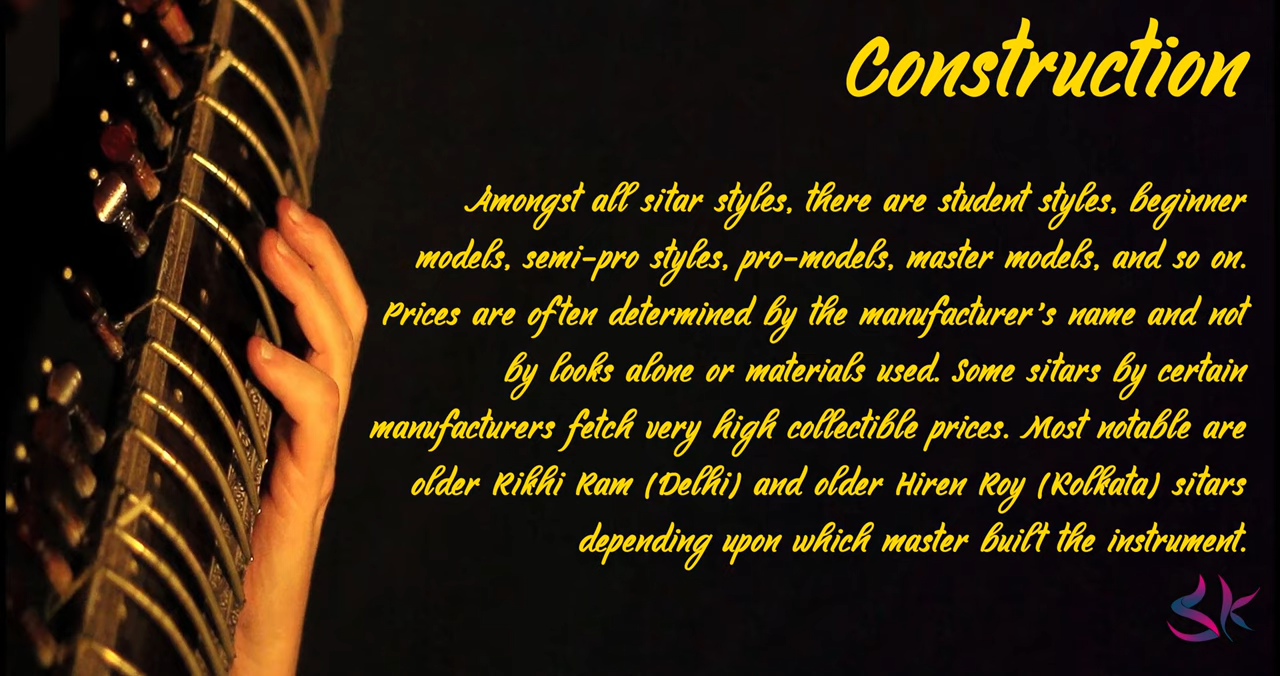 Construction
Amongst all sitar styles, there are student styles, beginner
models, semi-pro styles, pro-models, master models, and so on.
Prices are often determined by the manufacturer's name and not
by looks alone or materials used. Some sitars by certain
manufacturers fetch very high collectible prices. Most notable are
older Rikhi Ram (Delhi) and older Hiren Roy (Kolkata) sitars
depending upon which master built the instrument.
SK